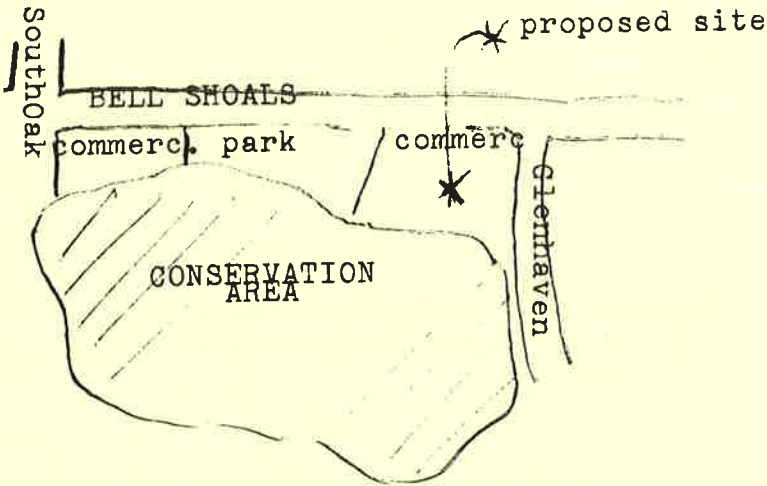 proposed site
SouthOak
BELL SHOALS
commerc. park
commerc
Glenhaven
CONSERVATION
AREA